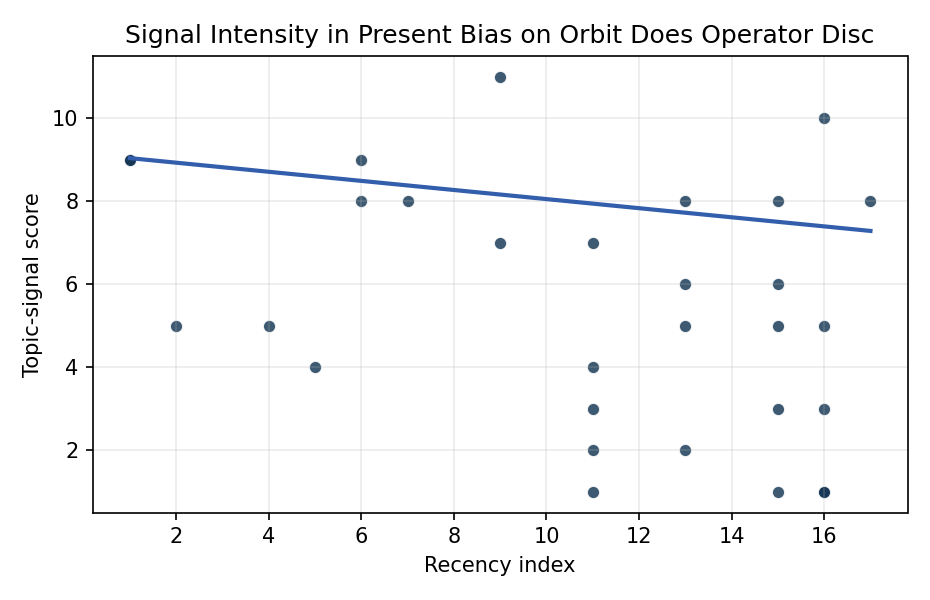 Signal Intensity in Present Bias on Orbit Does Operator Disc
10
8
6
4
2
Topic-signal score
2 4 6 8 10 12 14 16
Recency index